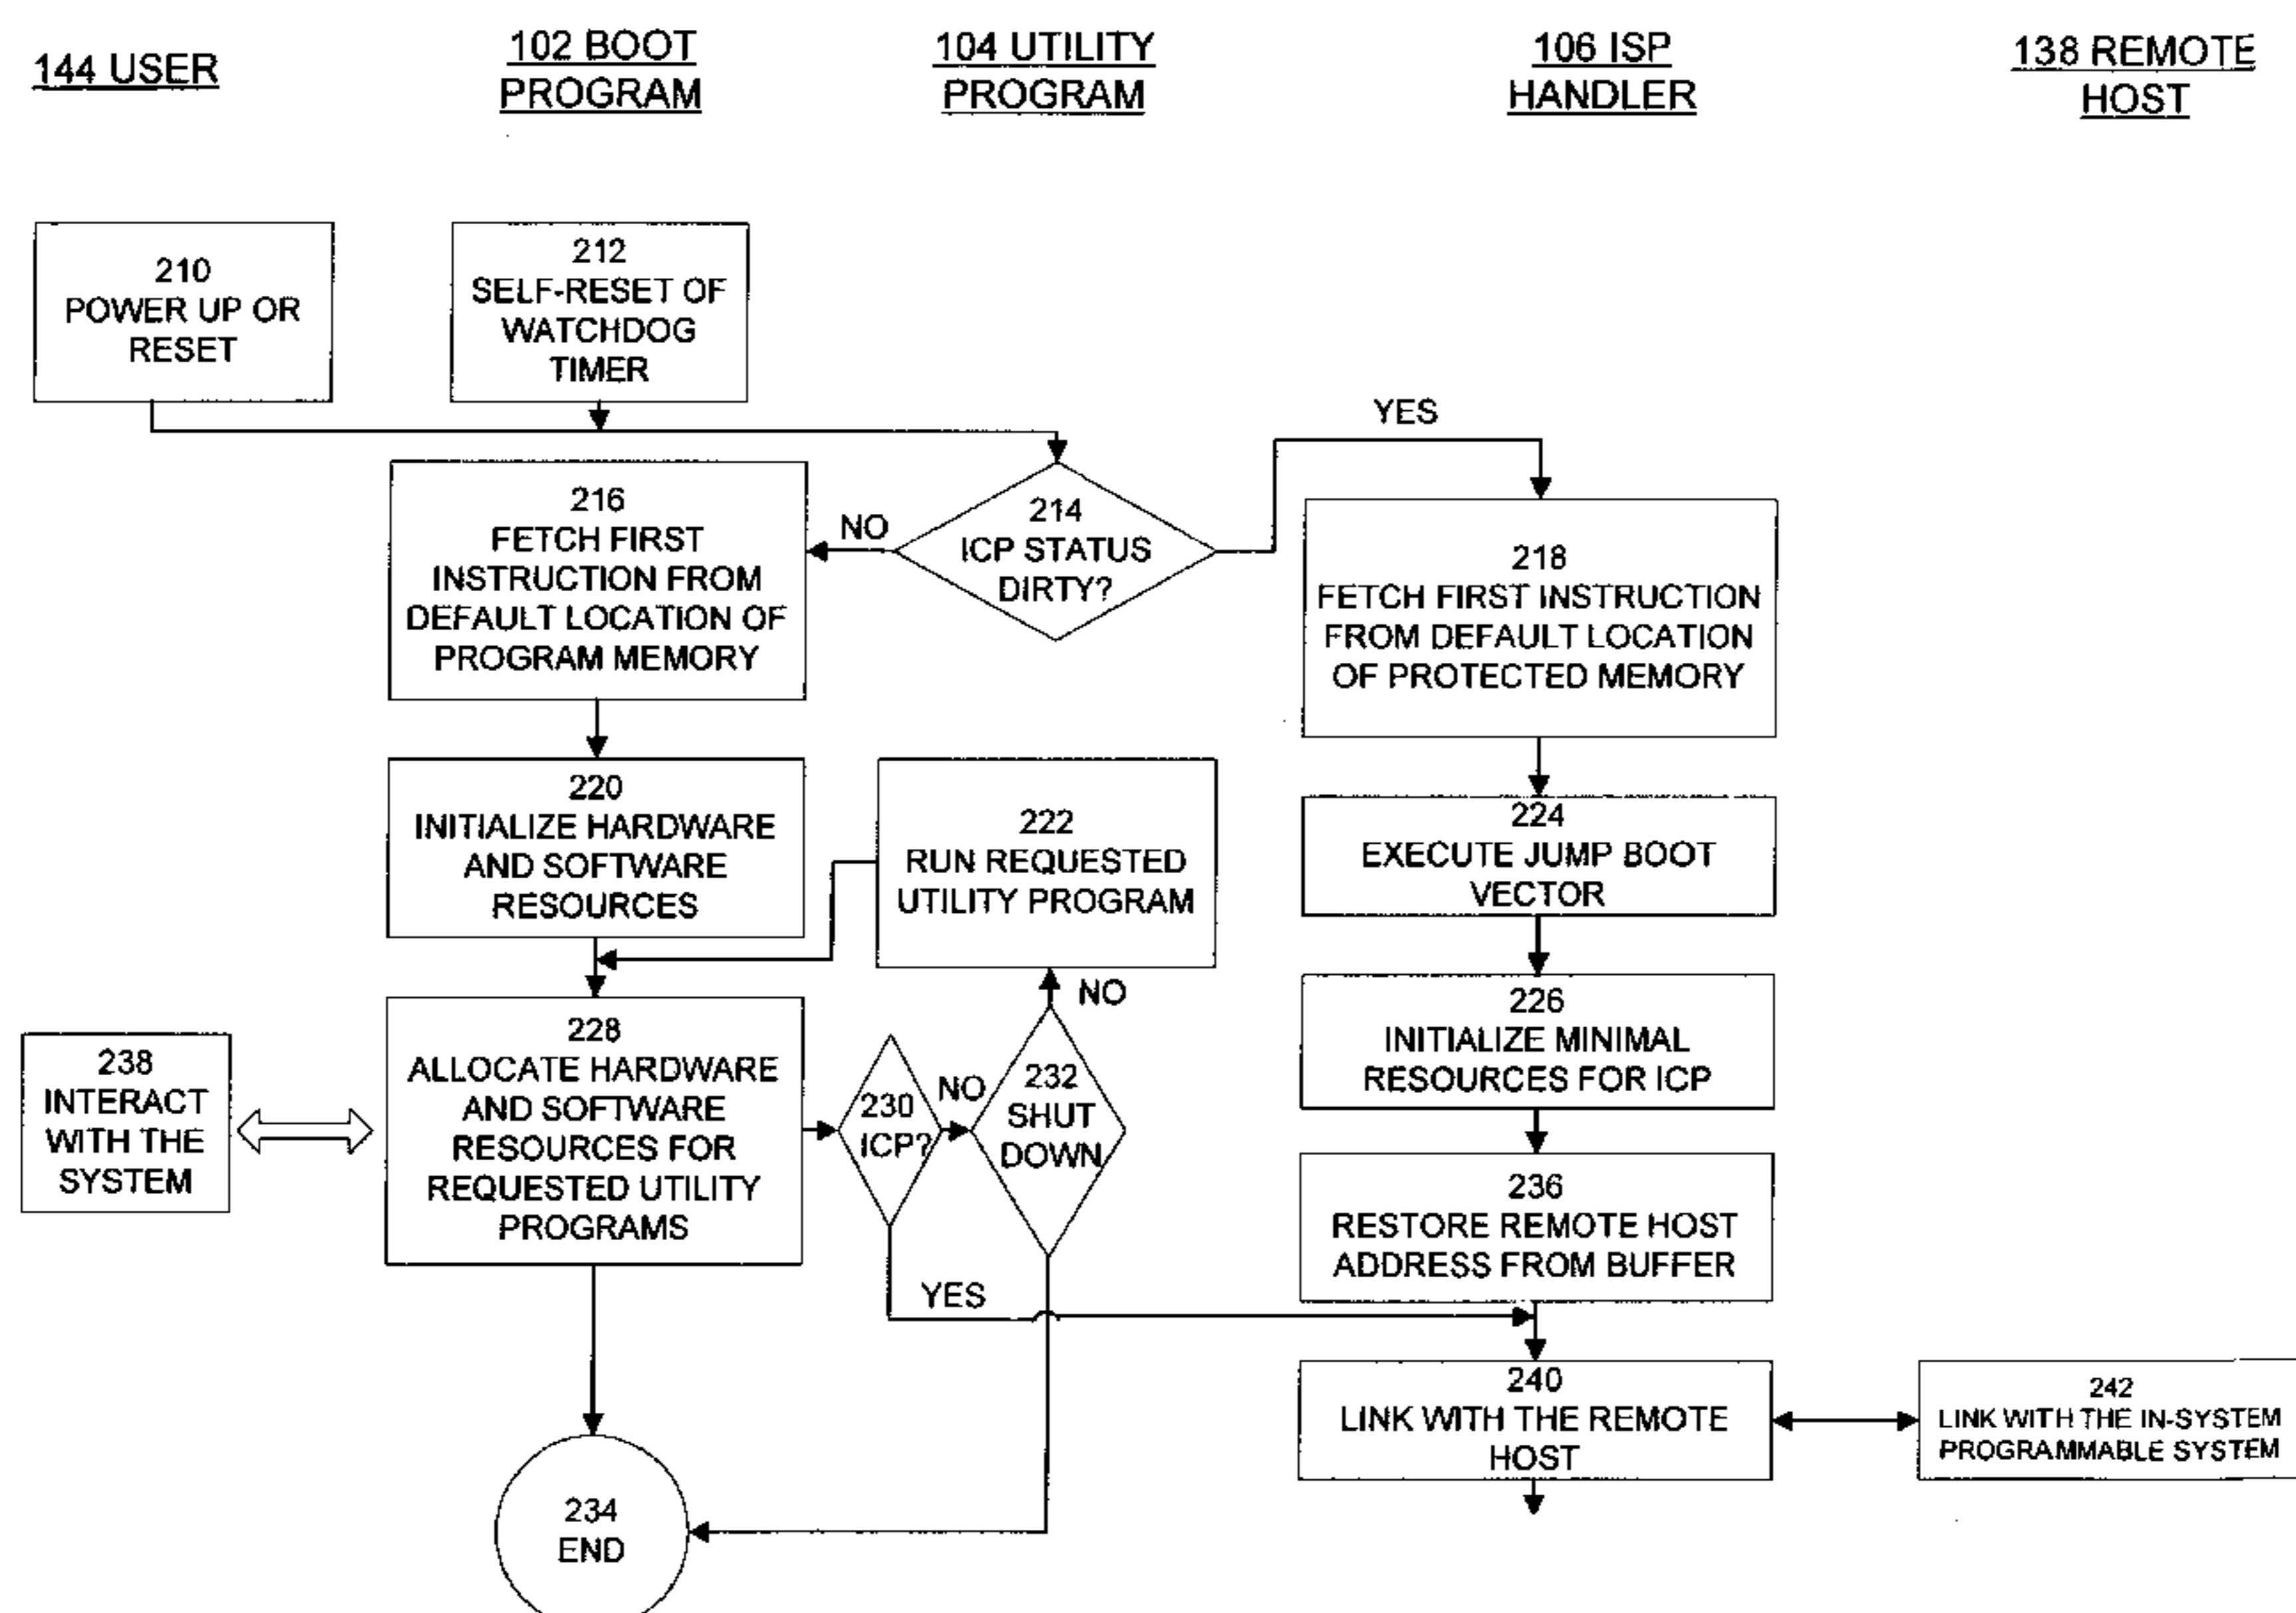 144 USER
102 BOOT
PROGRAM
104 UTILITY
PROGRAM
106 ISP
HANDLER
138 REMOTE
HOST
210
POWER UP OR
RESET
212
SELF-RESET OF
WATCHDOG
TIMER
YES
216
FETCH FIRST
INSTRUCTION FROM
DEFAULT LOCATION OF
PROGRAM MEMORY
NO
214
ICP STATUS
DIRTY?
218
FETCH FIRST INSTRUCTION
FROM DEFAULT LOCATION
OF PROTECTED MEMORY
220
INITIALIZE HARDWARE
AND SOFTWARE
RESOURCES
222
RUN REQUESTED
UTILITY PROGRAM
224
EXECUTE JUMP BOOT
VECTOR
NO
226
INITIALIZE MINIMAL
RESOURCES FOR ICP
238
INTERACT
WITH THE
SYSTEM
228
ALLOCATE HARDWARE
AND SOFTWARE
RESOURCES FOR
REQUESTED UTILITY
PROGRAMS
230
ICP?
NO
232
SHUT
DOWN
236
RESTORE REMOTE HOST
ADDRESS FROM BUFFER
YES
240
LINK WITH THE REMOTE
HOST
242
LINK WITH THE IN-SYSTEM
PROGRAMMABLE SYSTEM
234
END